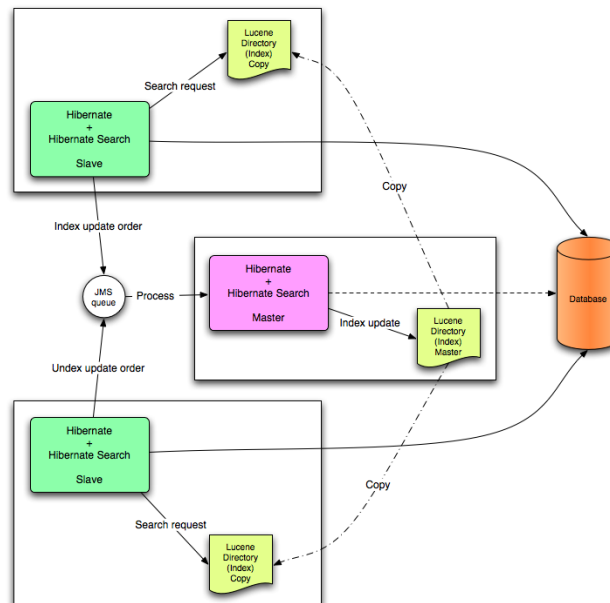 Lucene
Directory
(Index)
Copy
Search request
Hibernate
+
Hibernate Search
Slave
Copy
Index update order
Hibernate
+
Hibernate Search
Master
JMS
queue
Process
Database
Index update
Lucene
Directory
(Index)
Master
Undex update order
Hibernate
+
Hibernate Search
Slave
Copy
Search request
Lucene
Directory
(Index)
Copy